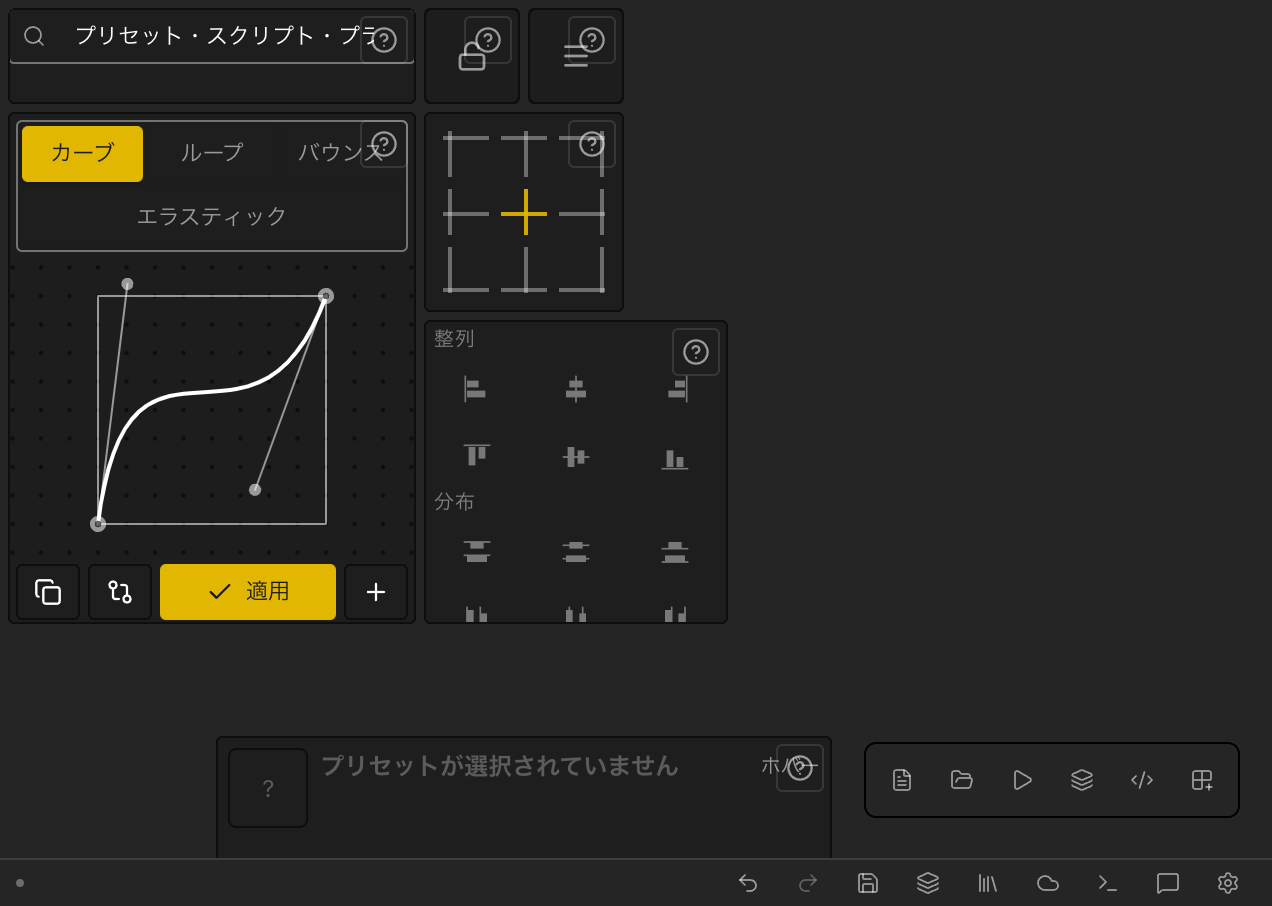 プリセット・スクリプト・プラ
カーブ
ループ
バウンス
エラスティック
適用
整列
分布
?
プリセットが選択されていません
ホバー